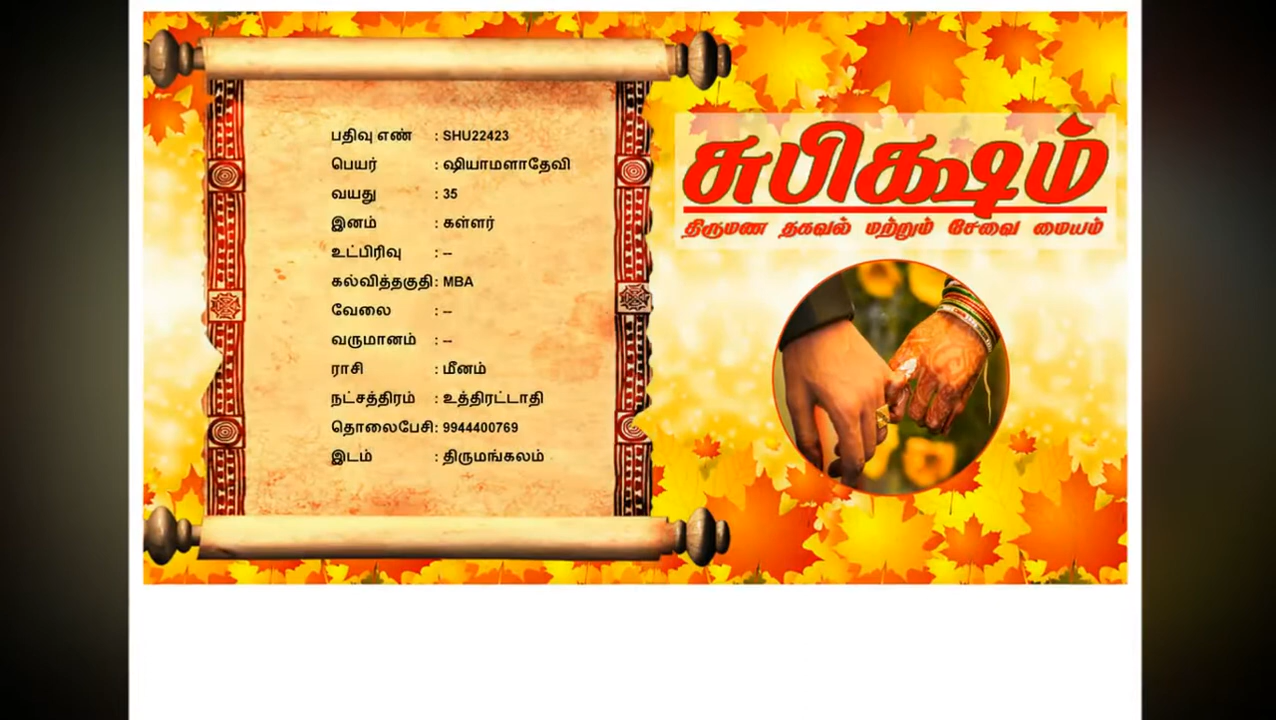 பதிவு எண் : SHU22423
பெயர் : ஷியாமளாதேவி
வயது : 35
இனம் : கள்ளர்
உட்பிரிவு : --
கல்வித்தகுதி : MBA
வேலை : --
வருமானம் : --
ராசி : மீனம்
நட்சத்திரம் : உத்திரட்டாதி
தொலைபேசி : 9944400769
இடம் : திருமங்கலம்
சுபிக்ஷம்
திருமண தகவல் மற்றும் சேவை மையம்